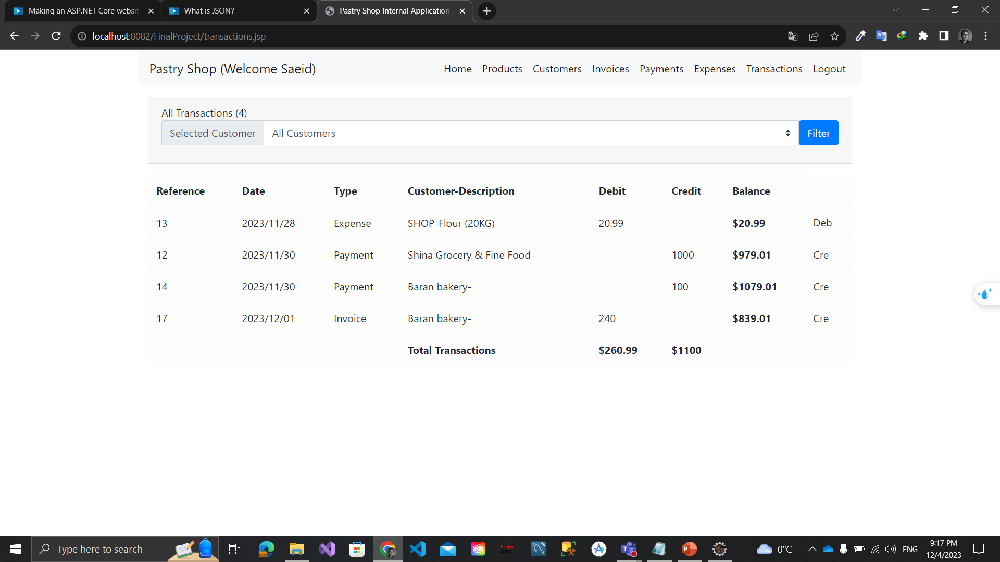 Making an ASP.NET Core websit
What is JSON?
Pastry Shop Internal Application
localhost:8082/FinalProject/transactions.jsp
Pastry Shop (Welcome Saeid)
Home Products Customers Invoices Payments Expenses Transactions Logout
All Transactions (4)
Selected Customer All Customers Filter
Reference Date Type Customer-Description Debit Credit Balance
13 2023/11/28 Expense SHOP-Flour (20KG) 20.99 $20.99 Deb
12 2023/11/30 Payment Shina Grocery & Fine Food- 1000 $979.01 Cre
14 2023/11/30 Payment Baran bakery- 100 $1079.01 Cre
17 2023/12/01 Invoice Baran bakery- 240 $839.01 Cre
Total Transactions $260.99 $1100
Type here to search
0°C
ENG
9:17 PM
12/4/2023